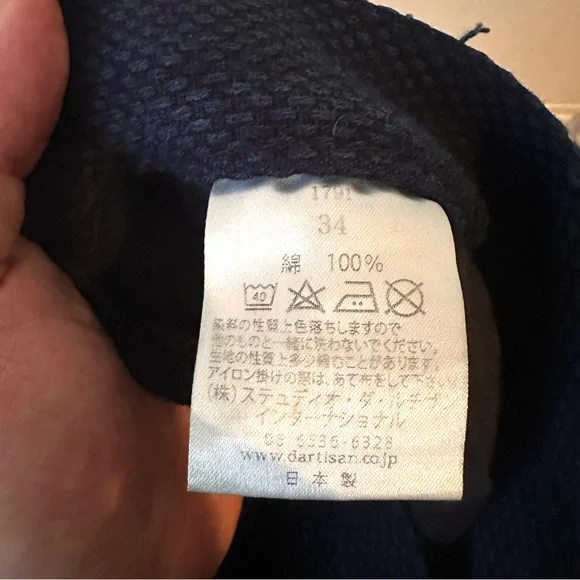 1791
34
綿 100%
40
染料の性質上色落ちしますので
他のものと一緒に洗わないでください。
生地の性質上多少縮むことがあります。
アイロン掛けの際は、あて布をして下さい。
(株)ステュディオ・ダ・ルチザン
インターナショナル
06 6536-6328
www.dartisan.co.jp
日本製